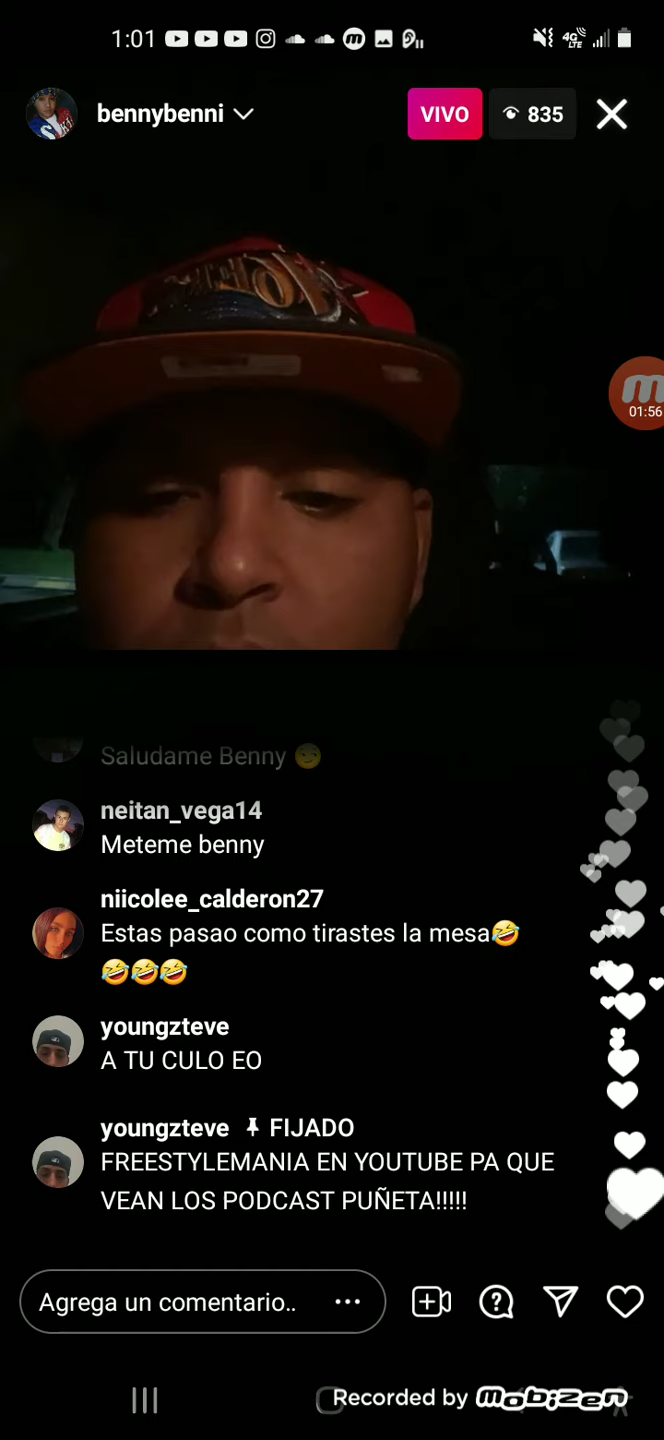 1:01
4G
LTE
bennybenni
VIVO
835
01:56
Saludame Benny 😏
neitan_vega14
Meteme benny
niicolee_calderon27
Estas pasao como tirastes la mesa🤣
🤣🤣🤣
youngzteve
A TU CULO EO
youngzteve FIJADO
FREESTYLEMANIA EN YOUTUBE PA QUE
VEAN LOS PODCAST PUÑETA!!!!!
Agrega un comentario..
Recorded by mobizen